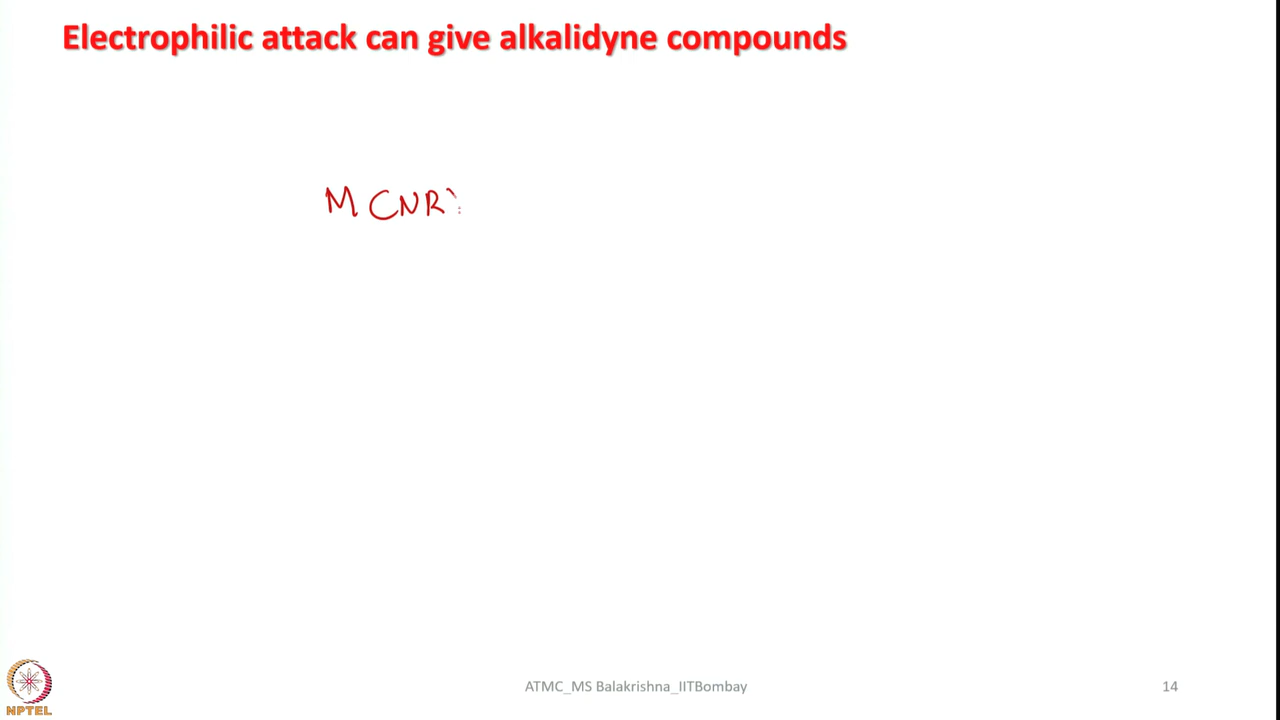 Electrophilic attack can give alkalidyne compounds
M CNR
NPTEL
ATMC_MS Balakrishna_IITBombay
14